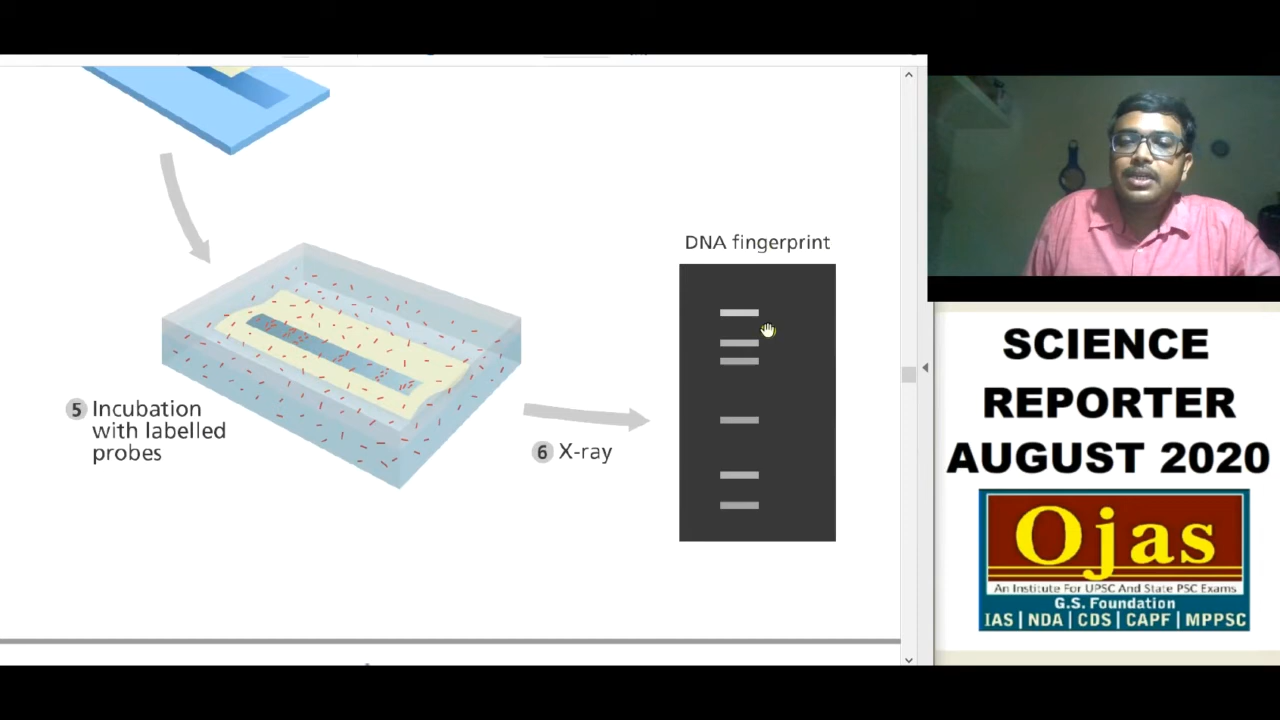 DNA fingerprint
5 Incubation
with labelled
probes
6 X-ray
SCIENCE
REPORTER
AUGUST 2020
Ojas
An Institute For UPSC And State PSC Exams
G.S. Foundation
IAS | NDA | CDS | CAPF | MPPSC